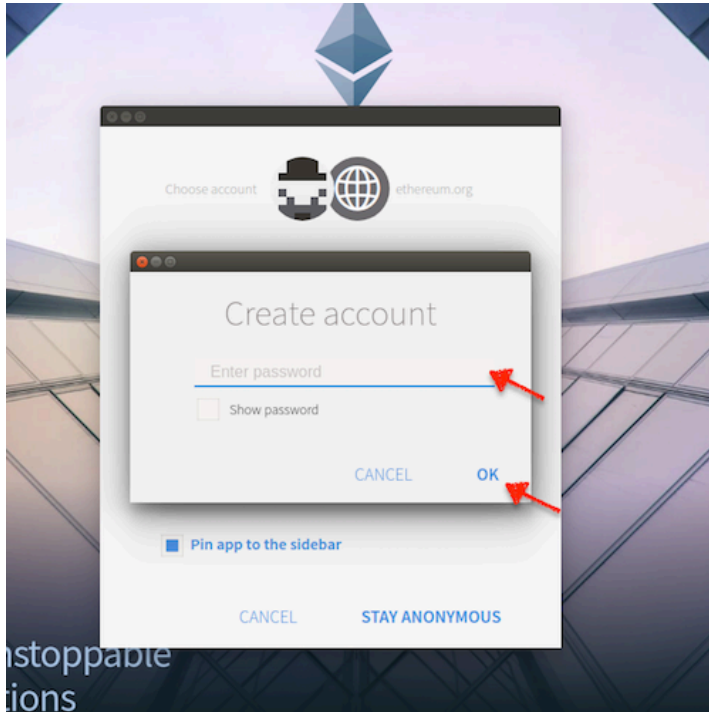 Choose account
ethereum.org
Create account
Enter password
Show password
CANCEL
OK
Pin app to the sidebar
CANCEL
STAY ANONYMOUS
nstoppable
tions